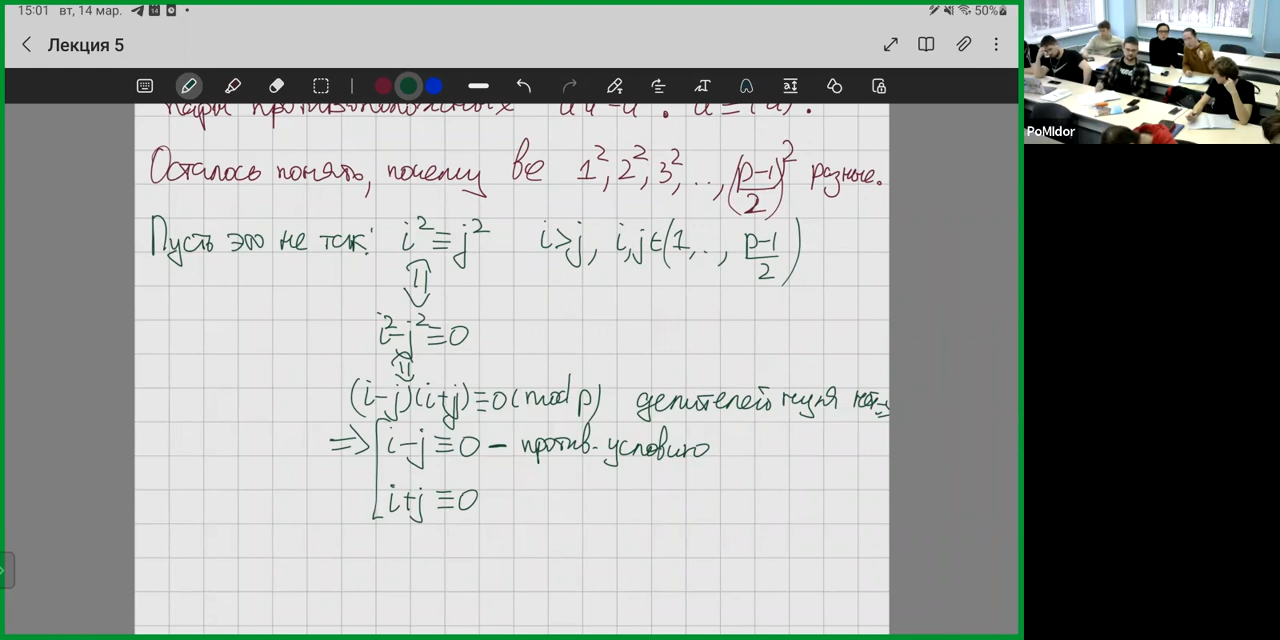 15:01 вт, 14 мар.
50%
Лекция 5
PoMIdor
Осталось понять, почему все 1², 2², 3², .., (p-1/2)² разные.
Пусть это не так: i² ≡ j² i>j, i,j ∈ (1, .., p-1/2)
⇕
i²-j² ≡ 0
⇕
(i-j)(i+j) ≡ 0 (mod p) делителей нуля нет
⇒ [ i-j ≡ 0 - против. условию
i+j ≡ 0